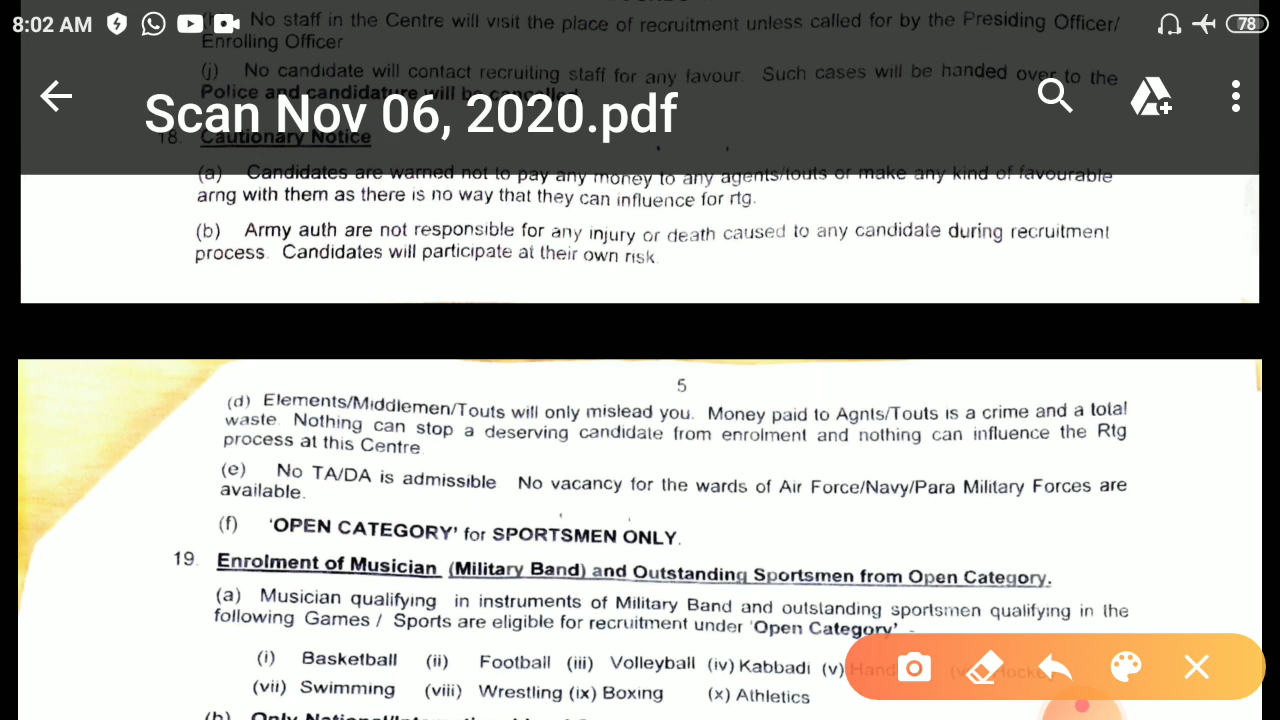 8:02 AM
78
No staff in the Centre will visit the place of recruitment unless called for by the Presiding Officer/
Enrolling Officer
(j) No candidate will contact recruiting staff for any favour. Such cases will be handed over to the
Police and candidature will be cancelled
Scan Nov 06, 2020.pdf
18. Cautionary Notice
(a) Candidates are warned not to pay any money to any agents/touts or make any kind of favourable
arng with them as there is no way that they can influence for rtg.
(b) Army auth are not responsible for any injury or death caused to any candidate during recruitment
process. Candidates will participate at their own risk.
5
(d) Elements/Middlemen/Touts will only mislead you. Money paid to Agnts/Touts is a crime and a total
waste. Nothing can stop a deserving candidate from enrolment and nothing can influence the Rtg
process at this Centre.
(e) No TA/DA is admissible No vacancy for the wards of Air Force/Navy/Para Military Forces are
available.
(f) 'OPEN CATEGORY' for SPORTSMEN ONLY.
19. Enrolment of Musician (Military Band) and Outstanding Sportsmen from Open Category.
(a) Musician qualifying in instruments of Military Band and outstanding sportsmen qualifying in the
following Games / Sports are eligible for recruitment under 'Open Category' -
(i) Basketball (ii) Football (iii) Volleyball (iv) Kabbadi (v)
(vii) Swimming (viii) Wrestling (ix) Boxing (x) Athletics